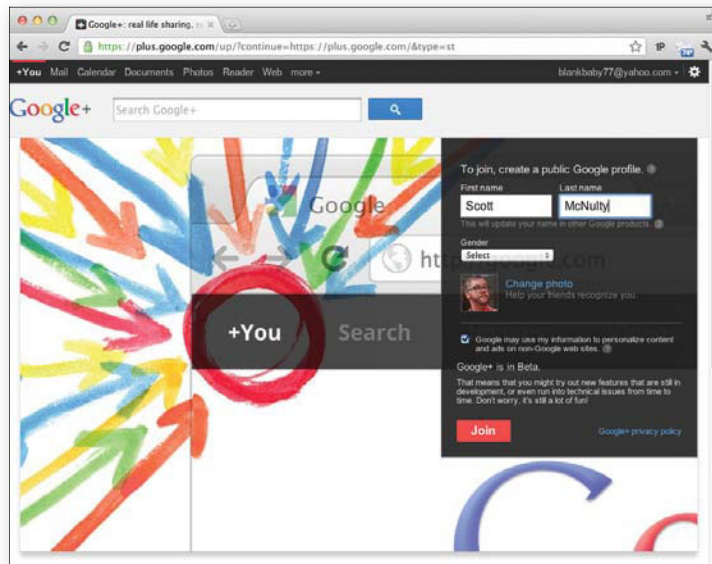 Google+: real life sharing, r
https://plus.google.com/up/?continue=https://plus.google.com/&type=st
1P
+You Mail Calendar Documents Photos Reader Web more
blankbaby77@yahoo.com
Google+
Search Google+
To join, create a public Google profile.
First name Last name
Scott McNulty
This will update your name in other Google products.
Gender
Select
Change photo
Help your friends recognize you.
Google may use my information to personalize content
and ads on non-Google web sites.
Google+ is in Beta.
That means that you might try out new features that are still in
development, or even run into technical issues from time to
time. Don't worry, it's still a lot of fun!
Join
Google+ privacy policy
Google
http://google.com
+You Search